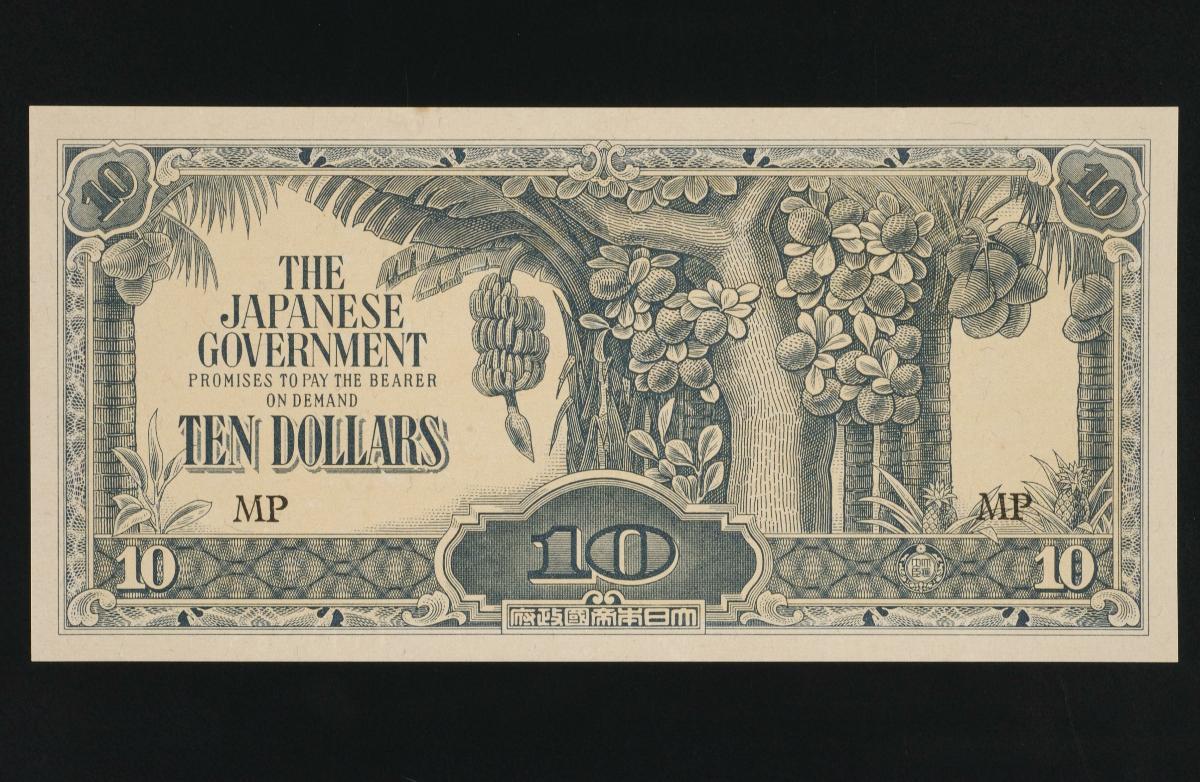 10 10
THE
JAPANESE
GOVERNMENT
PROMISES TO PAY THE BEARER
ON DEMAND
TEN DOLLARS
MP MP
10 10 10
府政國帝本日大